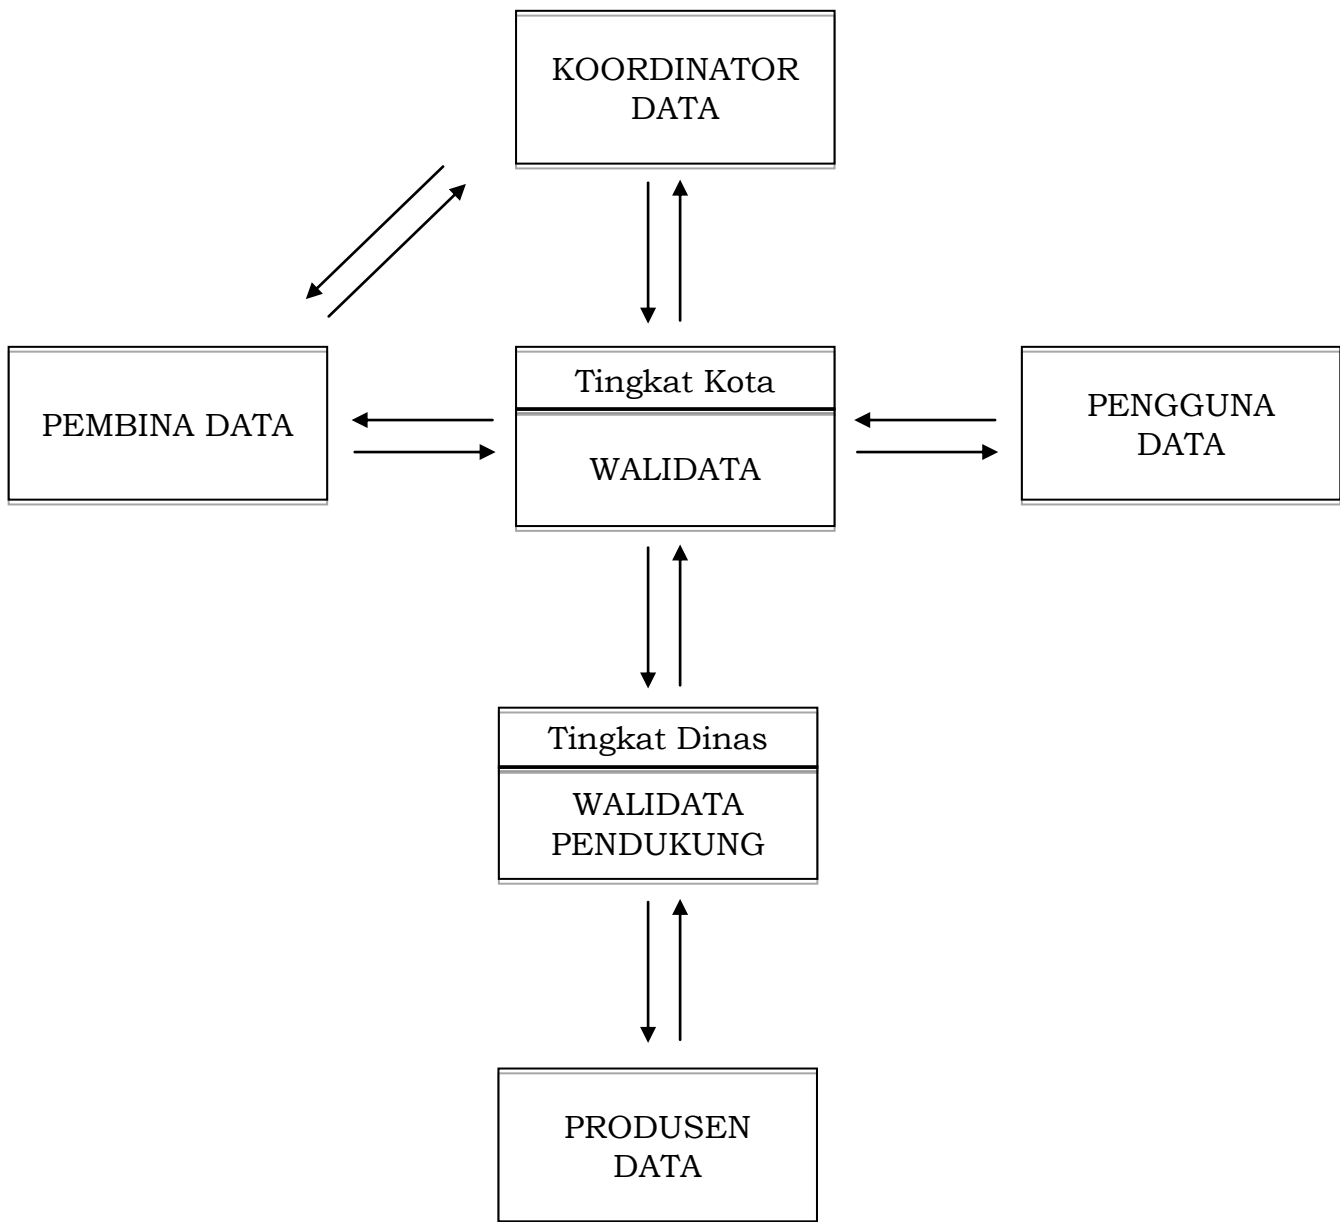 KOORDINATOR
DATA
PEMBINA DATA
Tingkat Kota
WALIDATA
PENGGUNA
DATA
Tingkat Dinas
WALIDATA
PENDUKUNG
PRODUSEN
DATA